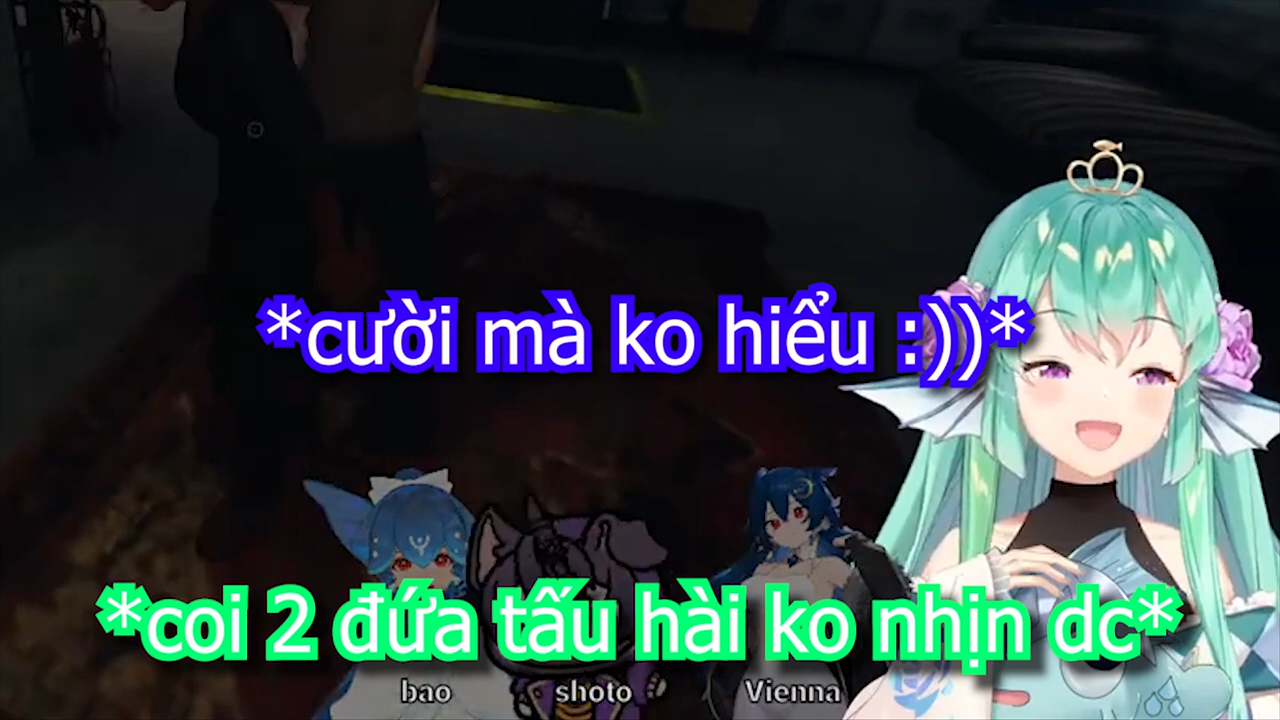 *cười mà ko hiểu :))*
*coi 2 đứa tấu hài ko nhịn dc*
bao
shoto
Vienna